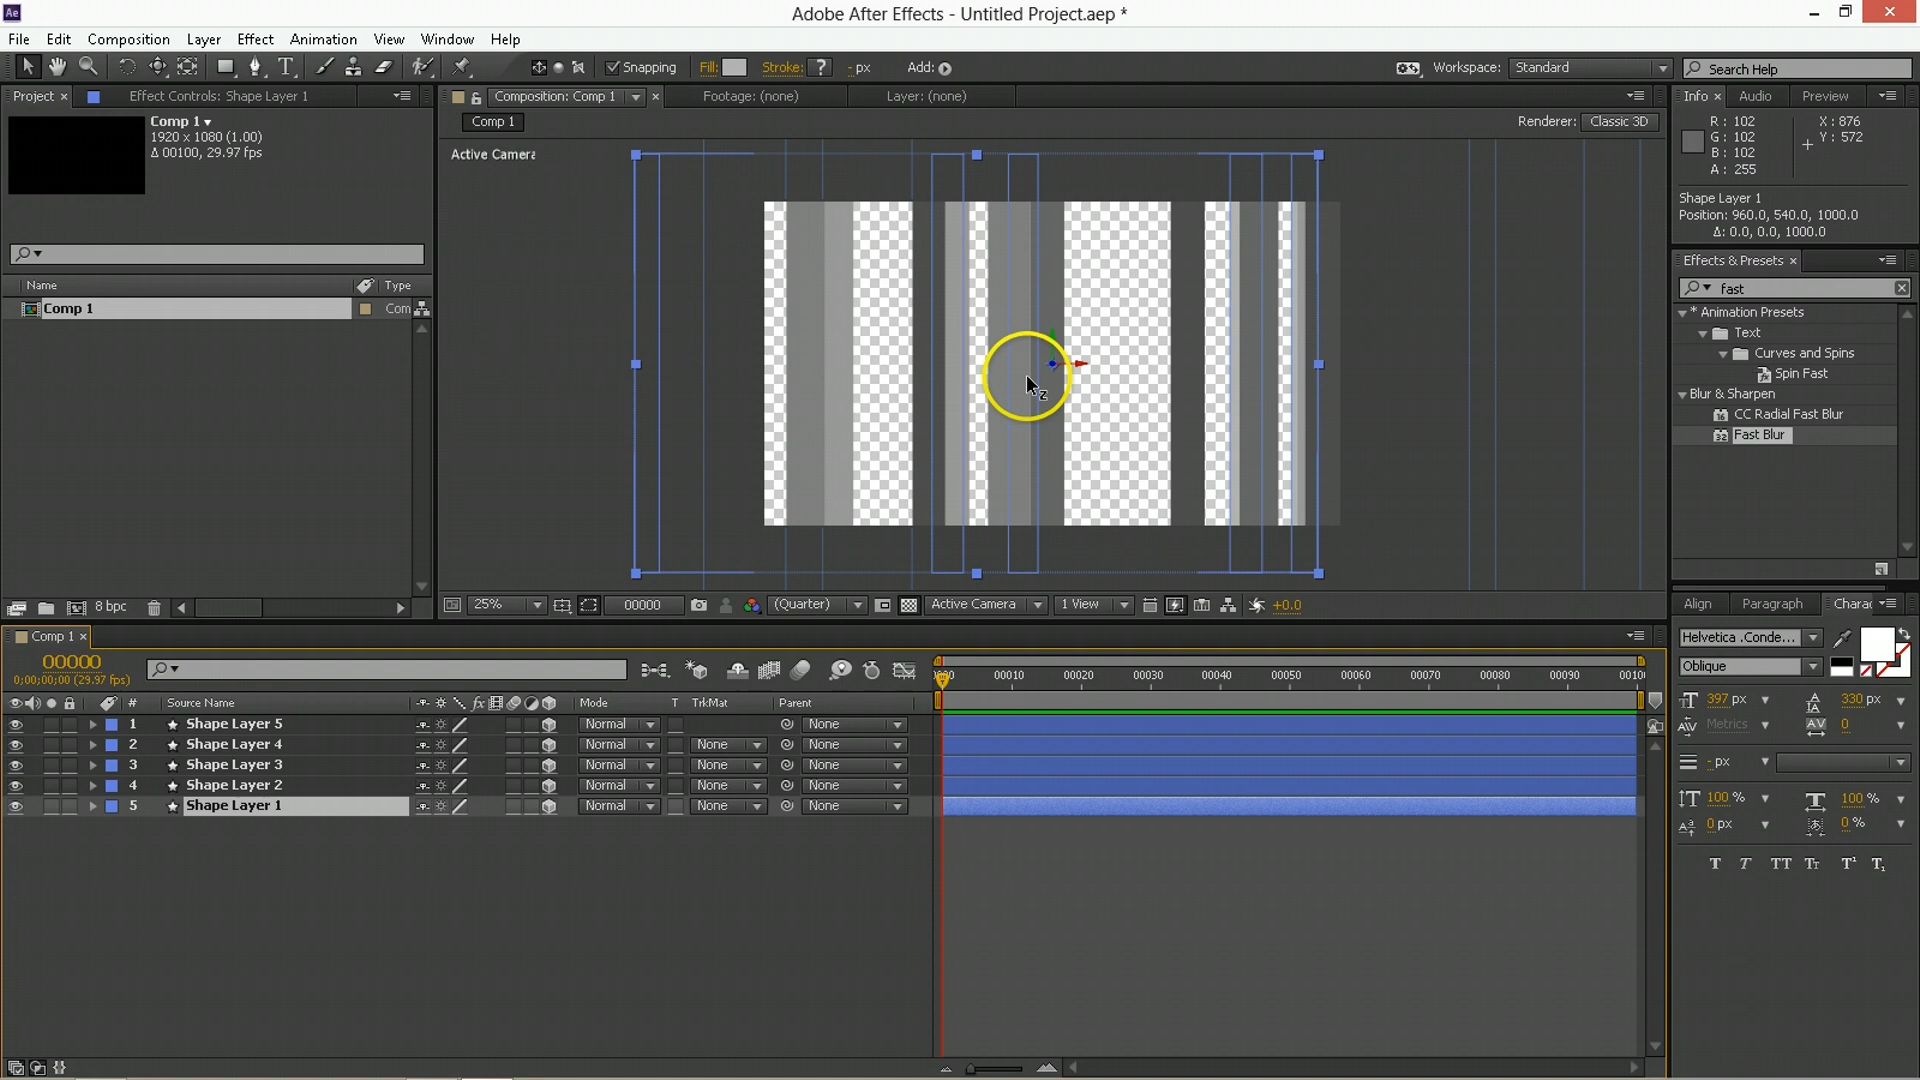 Ae
Adobe After Effects - Untitled Project.aep *
File Edit Composition Layer Effect Animation View Window Help
Snapping Fill: Stroke: ? - px Add:
Workspace: Standard Search Help
Project × Effect Controls: Shape Layer 1
Composition: Comp 1 × Footage: (none) Layer: (none)
Info × Audio Preview
Comp 1
1920 x 1080 (1.00)
Δ 00100, 29.97 fps
Comp 1
Renderer: Classic 3D
Active Camera
R: 102 X: 876
G: 102 Y: 572
B: 102
A: 255
Shape Layer 1
Position: 960.0, 540.0, 1000.0
Δ: 0.0, 0.0, 1000.0
Effects & Presets ×
fast
* Animation Presets
Text
Curves and Spins
Spin Fast
Blur & Sharpen
CC Radial Fast Blur
Fast Blur
Name Type
Comp 1 Com
8 bpc
25% 00000 (Quarter) Active Camera 1 View +0.0
Align Paragraph Charac
Helvetica .Conde...
Oblique
397 px 330 px
Metrics 0
- px
100 % 100 %
0 px 0 %
T T TT Tt T¹ T₁
Comp 1 ×
00000
0;00;00;00 (29.97 fps)
00010 00020 00030 00040 00050 00060 00070 00080 00090 0010
# Source Name Mode T TrkMat Parent
1 Shape Layer 5 Normal None
2 Shape Layer 4 Normal None None
3 Shape Layer 3 Normal None None
4 Shape Layer 2 Normal None None
5 Shape Layer 1 Normal None None